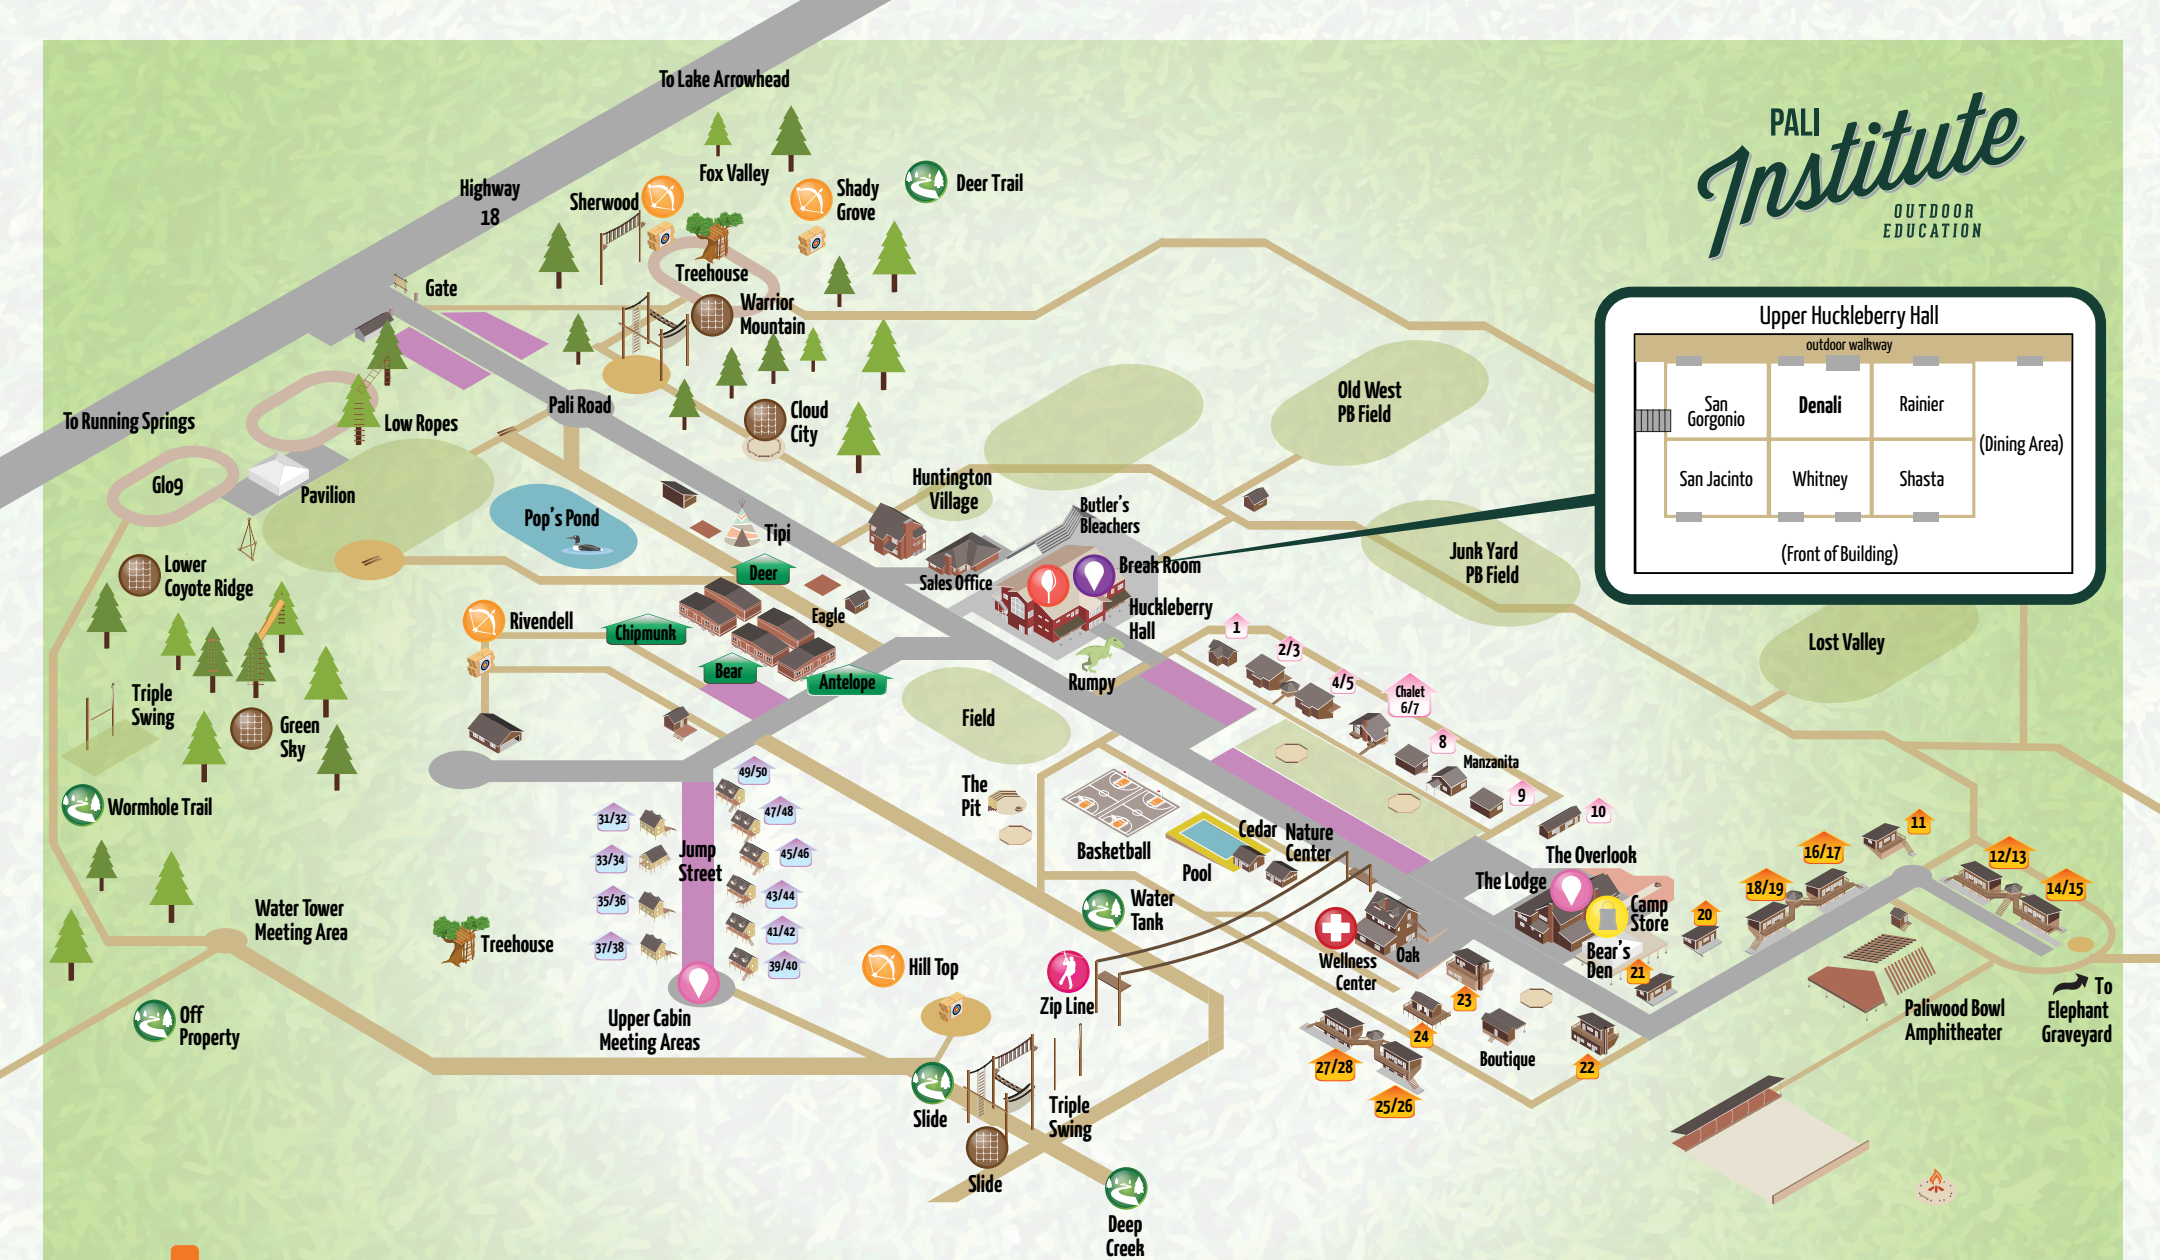 To Lake Arrowhead
PALI
Institute
OUTDOOR
EDUCATION
Highway
18
Fox Valley
Sherwood
Shady
Grove
Deer Trail
Treehouse
Gate
Warrior
Mountain
Upper Huckleberry Hall
outdoor walkway
San
Gorgonio
Denali
Rainier
(Dining Area)
San Jacinto
Whitney
Shasta
(Front of Building)
To Running Springs
Low Ropes
Pali Road
Cloud
City
Old West
PB Field
Glo9
Pavilion
Pop's Pond
Tipi
Huntington
Village
Butler's
Bleachers
Break Room
Sales Office
Huckleberry
Hall
Junk Yard
PB Field
Lost Valley
Lower
Coyote Ridge
Deer
Eagle
Rivendell
Chipmunk
Bear
Antelope
Rumpy
1
2/3
4/5
Chalet
6/7
8
Manzanita
9
10
Triple
Swing
Green
Sky
Field
Wormhole Trail
The
Pit
Basketball
Pool
Cedar
Nature
Center
49/50
31/32
47/48
Jump
Street
33/34
45/46
35/36
43/44
37/38
41/42
39/40
The Overlook
The Lodge
Camp
Store
Bear's
Den
11
16/17
12/13
18/19
14/15
20
21
Water Tower
Meeting Area
Treehouse
Water
Tank
Hill Top
Zip Line
Wellness
Center
Oak
23
24
Boutique
22
27/28
25/26
Paliwood Bowl
Amphitheater
To
Elephant
Graveyard
Off
Property
Upper Cabin
Meeting Areas
Slide
Triple
Swing
Slide
Deep
Creek